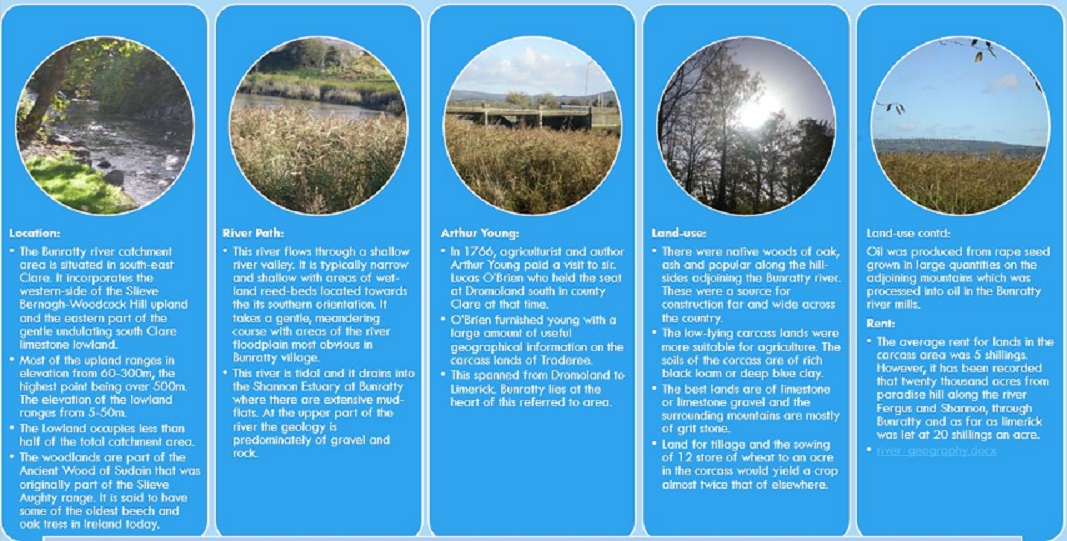 Location:
• The Bunratty river catchment
area is situated in south-east
Clare. It incorporates the
western-side of the Slieve
Bernagh-Woodcock Hill upland
and the eastern part of the
gentle undulating south Clare
limestone lowland.
• Most of the upland ranges in
elevation from 60-300m, the
highest point being over 500m.
The elevation of the lowland
ranges from 5-50m.
• The Lowland occupies less than
half of the total catchment area.
• The woodlands are part of the
Ancient Wood of Sudain that was
originally part of the Slieve
Aughty range. It is said to have
some of the oldest beech and
oak tress in Ireland today.
River Path:
• This river flows through a shallow
river valley. It is typically narrow
and shallow with areas of wet-
land reed-beds located towards
the its southern orientation. It
takes a gentle, meandering
course with areas of the river
floodplain most obvious in
Bunratty village.
• This river is tidal and it drains into
the Shannon Estuary at Bunratty
where there are extensive mud-
flats. At the upper part of the
river the geology is
predominately of gravel and
rock.
Arthur Young:
• In 1766, agriculturist and author
Arthur Young paid a visit to sir.
Lucas O'Brien who held the seat
at Dromoland south in county
Clare at that time.
• O'Brien furnished young with a
large amount of useful
geographical information on the
carcass lands of Traderee.
• This spanned from Dromoland to
Limerick. Bunratty lies at the
heart of this referred to area.
Land-use:
• There were native woods of oak,
ash and popular along the hill-
sides adjoining the Bunratty river.
These were a source for
construction far and wide across
the country.
• The low-lying carcass lands were
more suitable for agriculture. The
soils of the corcass are of rich
black loam or deep blue clay.
• The best lands are of limestone
or limestone gravel and the
surrounding mountains are mostly
of grit stone.
• Land for tillage and the sowing
of 12 store of wheat to an acre
in the corcass would yield a crop
almost twice that of elsewhere.
Land-use contd:
Oil was produced from rape seed
grown in large quantities on the
adjoining mountains which was
processed into oil in the Bunratty
river mills.
Rent:
• The average rent for lands in the
carcass area was 5 shillings.
However, it has been recorded
that twenty thousand acres from
paradise hill along the river
Fergus and Shannon, through
Bunratty and as far as limerick
was let at 20 shillings an acre.
• river geography.docx